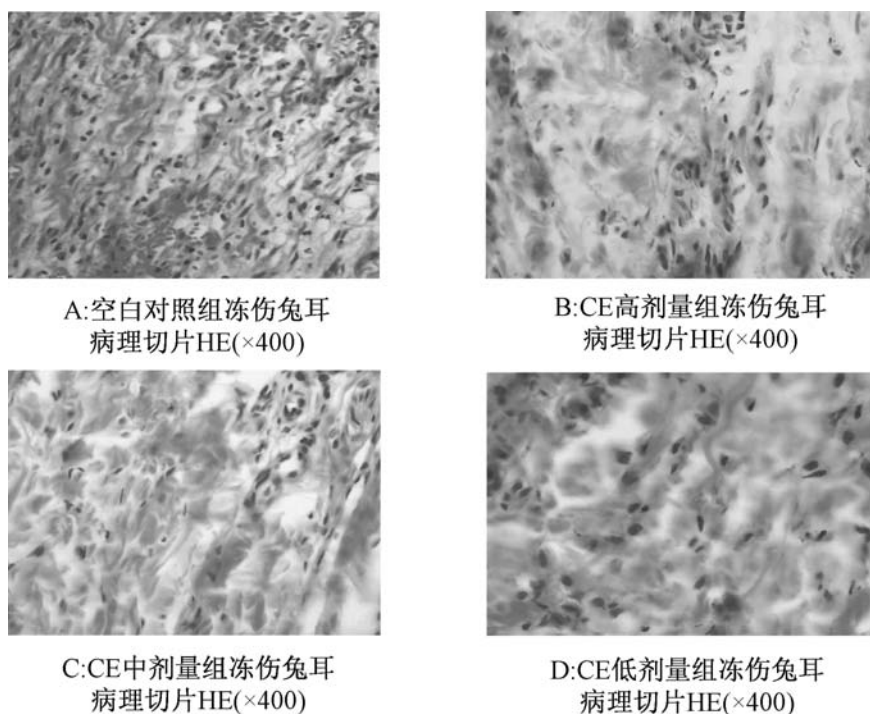 A:空白对照组冻伤兔耳
病理切片HE(×400)
B:CE高剂量组冻伤兔耳
病理切片HE(×400)
C:CE中剂量组冻伤兔耳
病理切片HE(×400)
D:CE低剂量组冻伤兔耳
病理切片HE(×400)